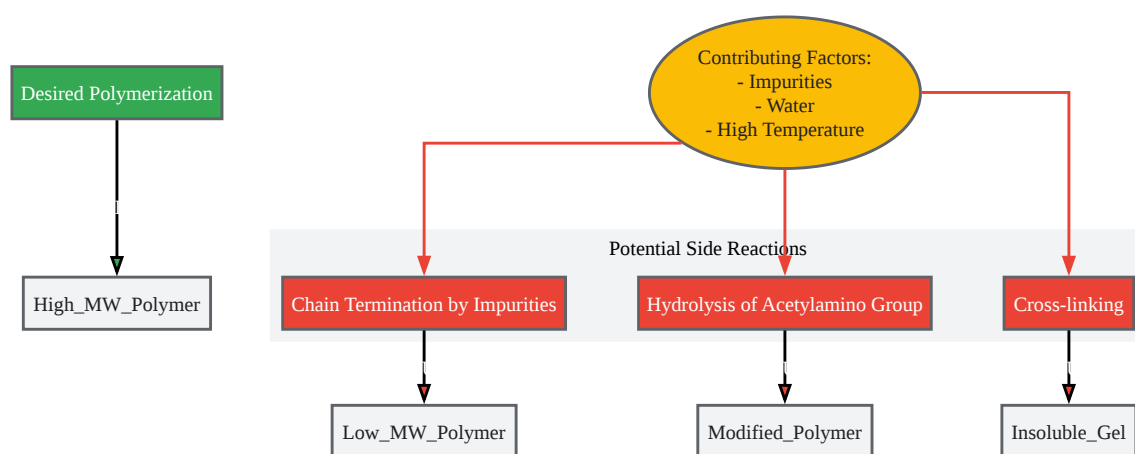 Contributing Factors:
- Impurities
- Water
- High Temperature
Desired Polymerization
Potential Side Reactions
High_MW_Polymer
Chain Termination by Impurities
Hydrolysis of Acetylamino Group
Cross-linking
Low_MW_Polymer
Modified_Polymer
Insoluble_Gel